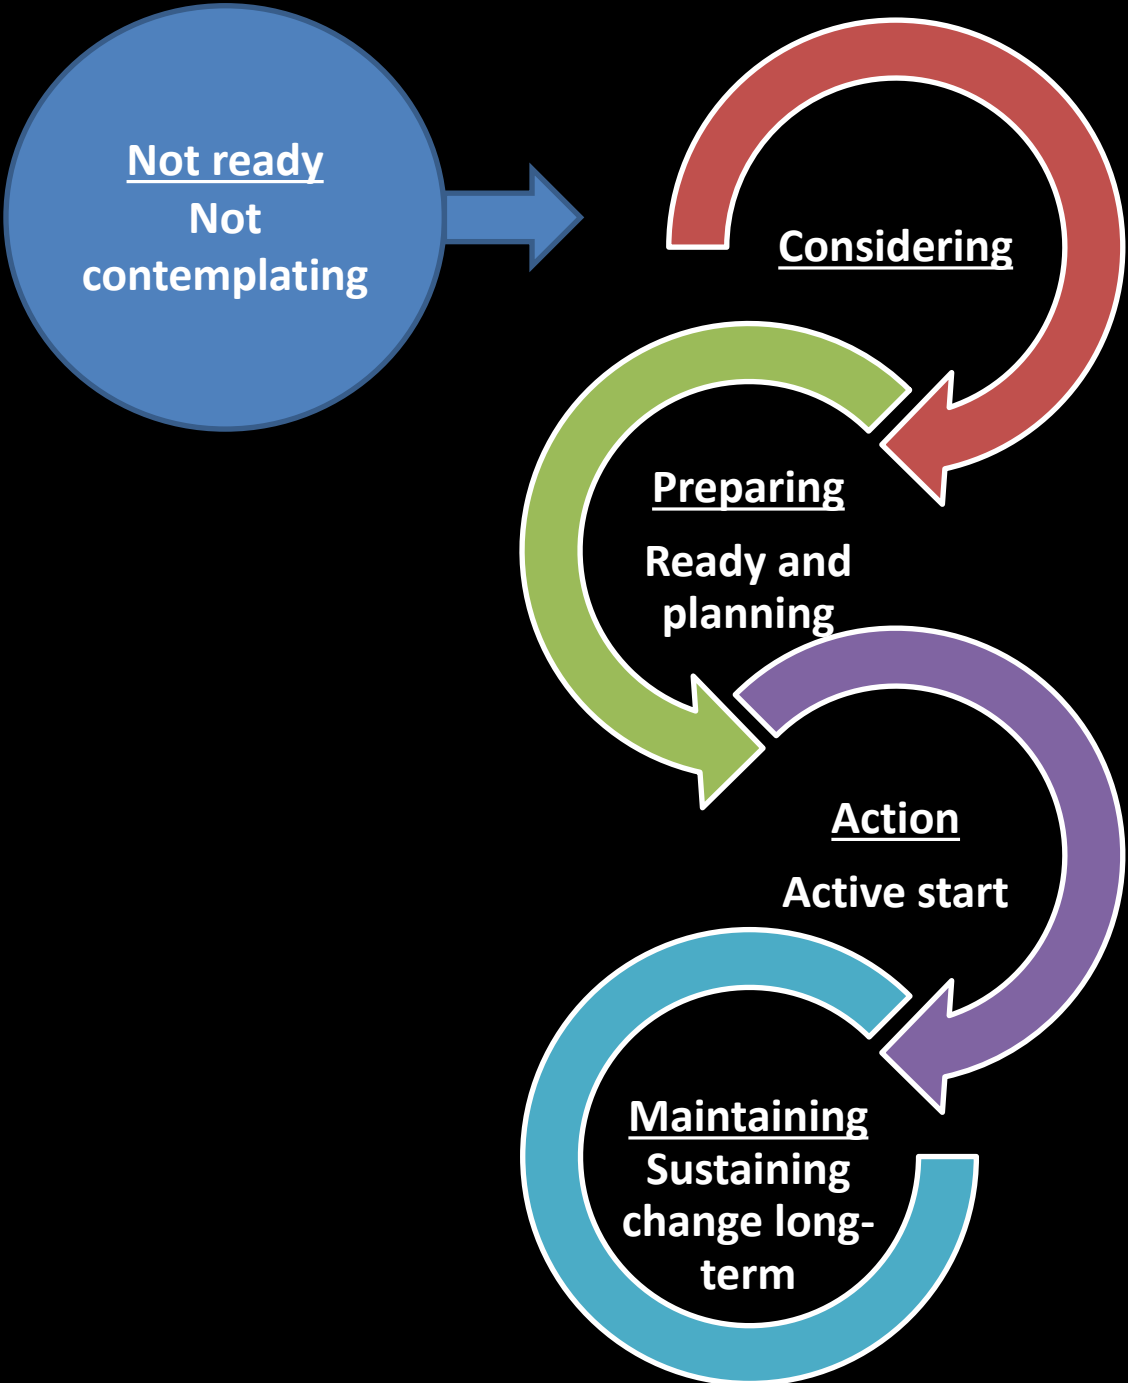 Not ready
Not
contemplating
Considering
Preparing
Ready and
planning
Action
Active start
Maintaining
Sustaining
change long-
term